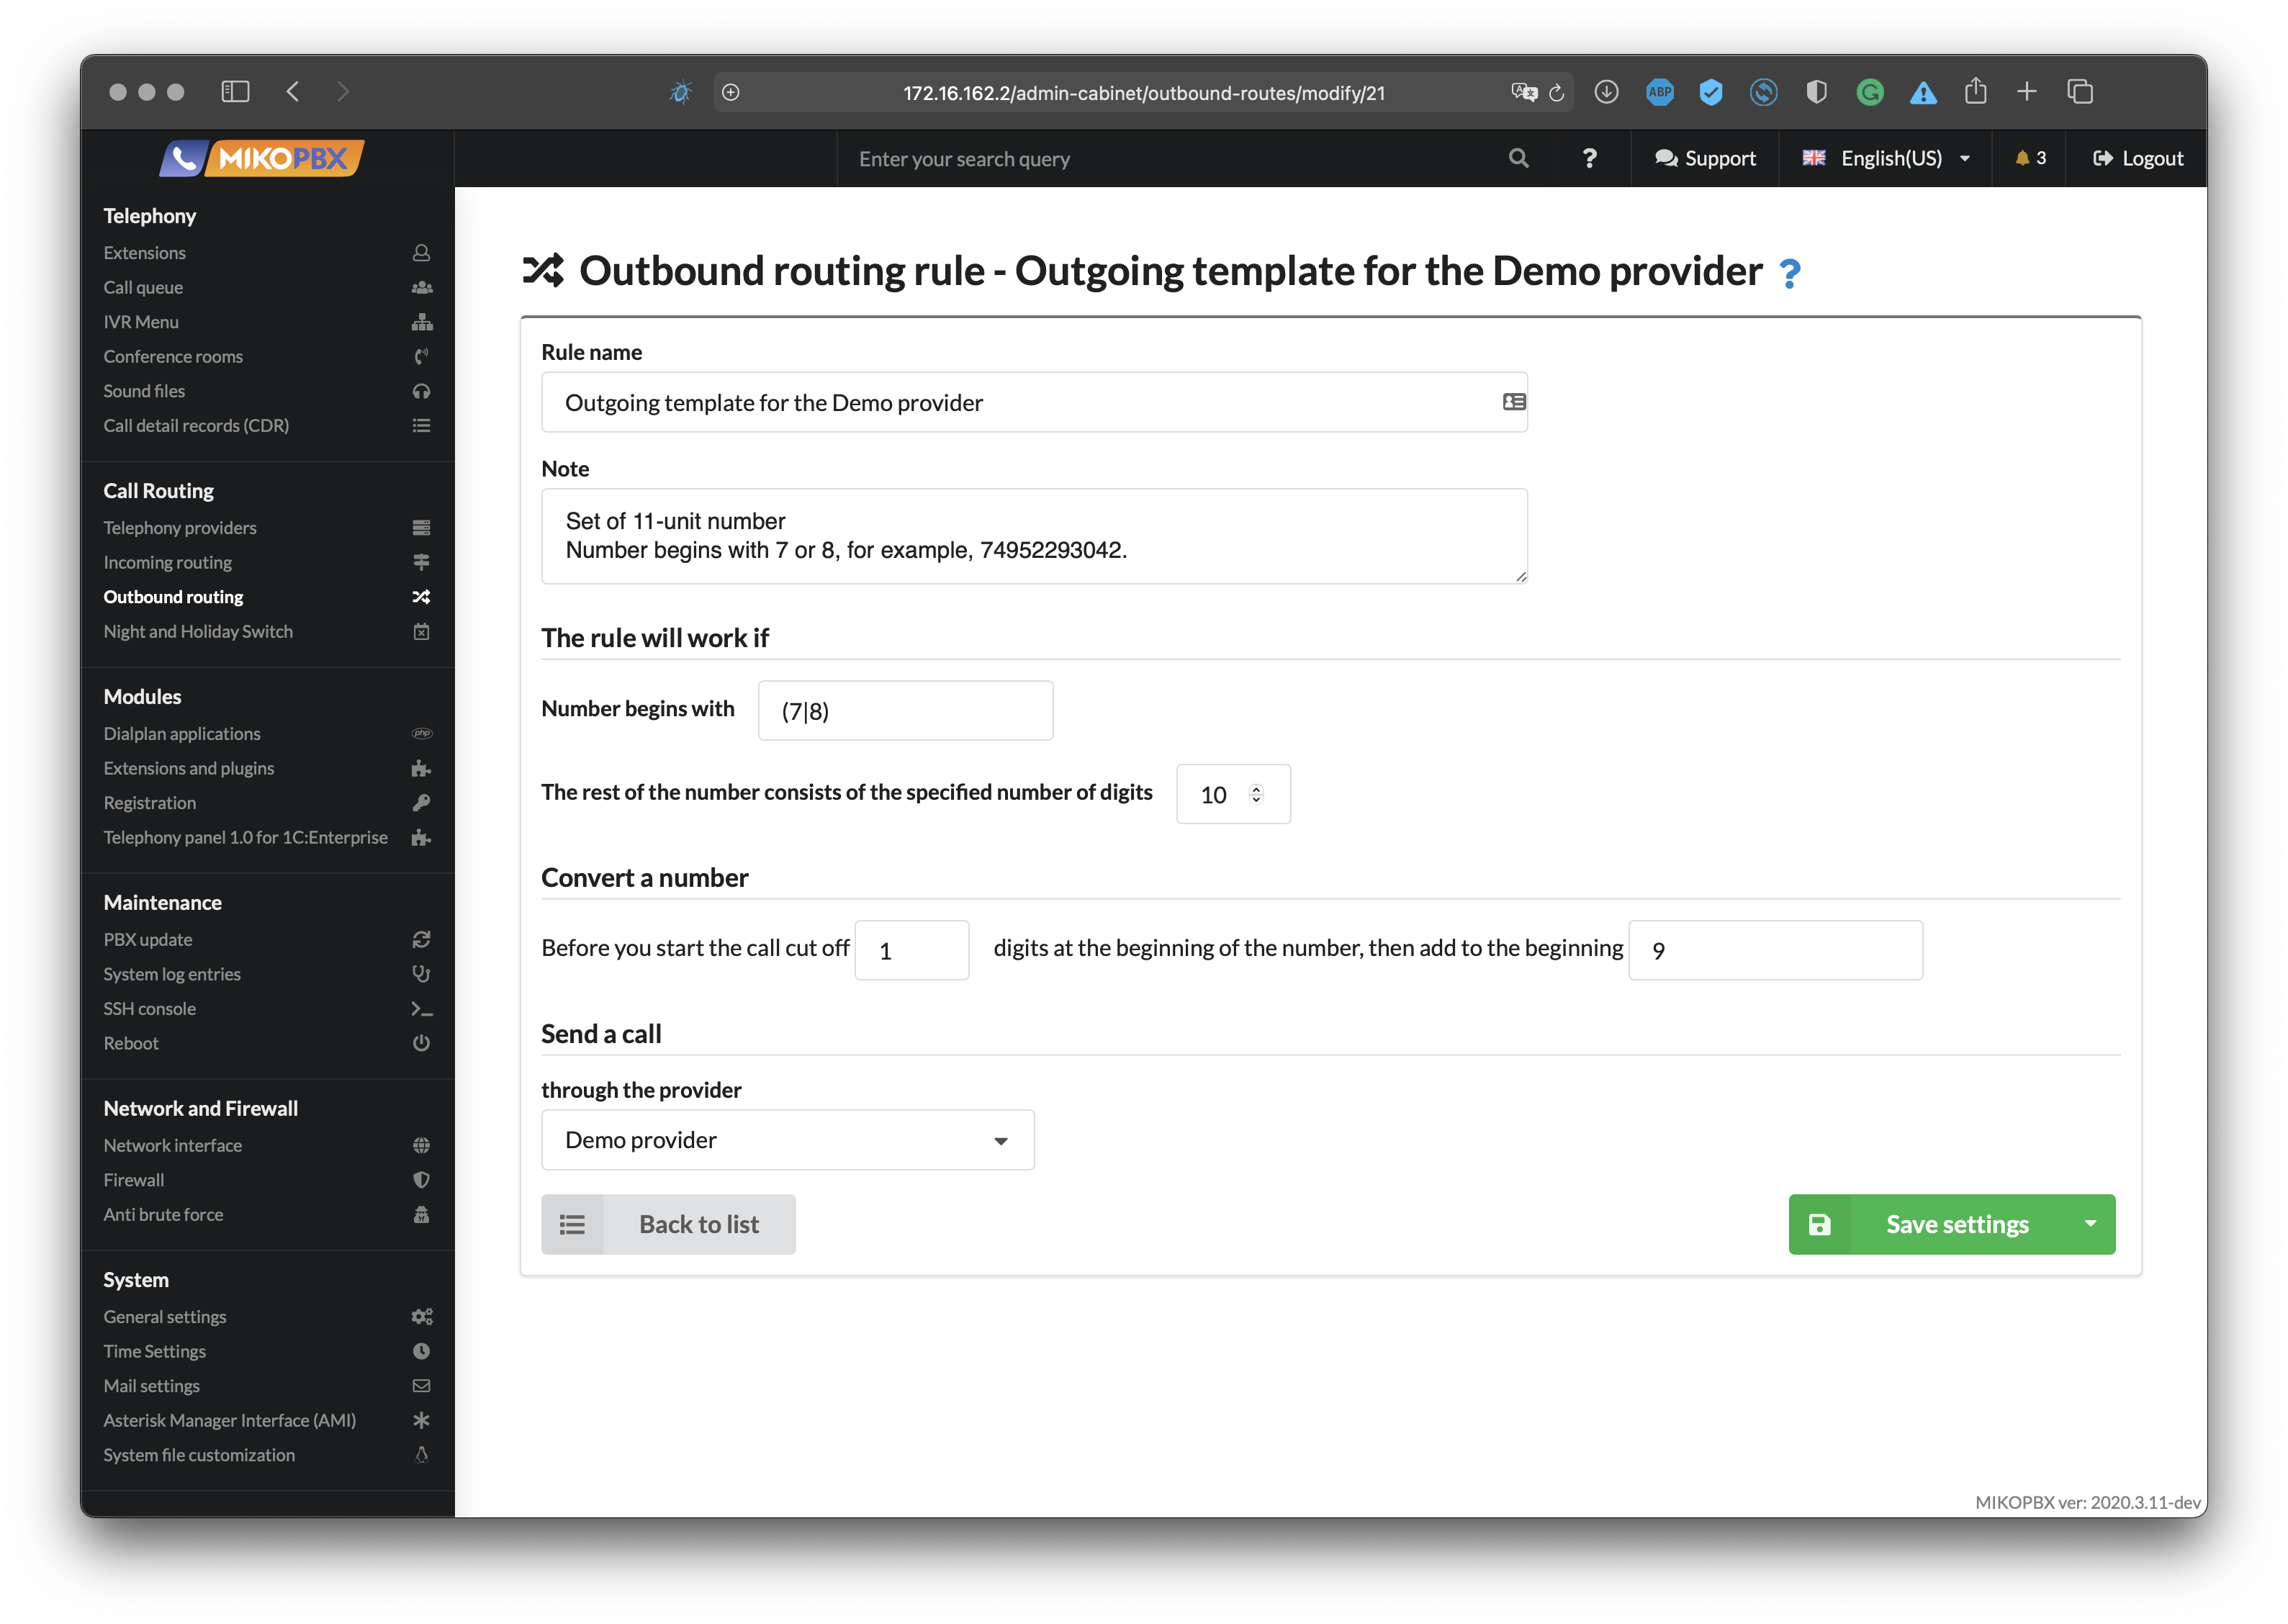 172.16.162.2/admin-cabinet/outbound-routes/modify/21
ABP
MIKOPBX
Enter your search query
?
Support
English(US)
3
Logout
Telephony
Extensions
Call queue
IVR Menu
Conference rooms
Sound files
Call detail records (CDR)
Call Routing
Telephony providers
Incoming routing
Outbound routing
Night and Holiday Switch
Modules
Dialplan applications
php
Extensions and plugins
Registration
Telephony panel 1.0 for 1C:Enterprise
Maintenance
PBX update
System log entries
SSH console
Reboot
Network and Firewall
Network interface
Firewall
Anti brute force
System
General settings
Time Settings
Mail settings
Asterisk Manager Interface (AMI)
System file customization
Outbound routing rule - Outgoing template for the Demo provider ?
Rule name
Outgoing template for the Demo provider
Note
Set of 11-unit number
Number begins with 7 or 8, for example, 74952293042.
The rule will work if
Number begins with (7|8)
The rest of the number consists of the specified number of digits 10
Convert a number
Before you start the call cut off 1 digits at the beginning of the number, then add to the beginning 9
Send a call
through the provider
Demo provider
Back to list
Save settings
MIKOPBX ver: 2020.3.11-dev